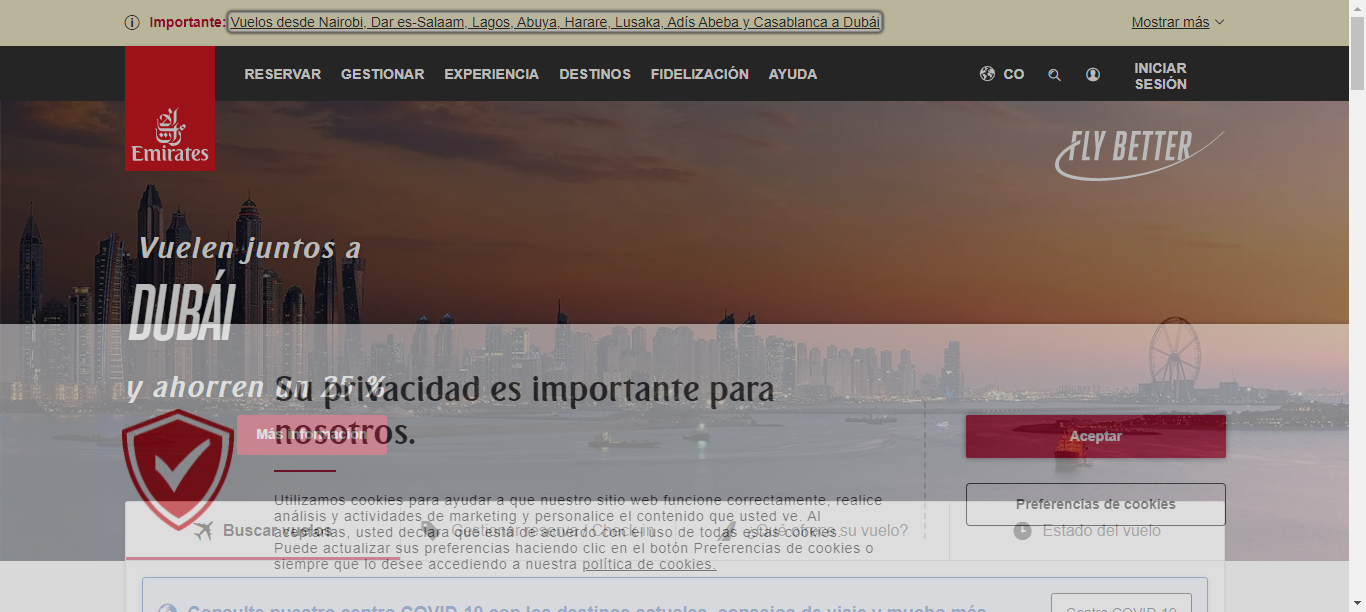 Importante: Vuelos desde Nairobi, Dar es-Salaam, Lagos, Abuya, Harare, Lusaka, Adís Abeba y Casablanca a Dubái
Mostrar más
RESERVAR GESTIONAR EXPERIENCIA DESTINOS FIDELIZACIÓN AYUDA
CO
INICIAR
SESIÓN
Emirates
FLY BETTER
Vuelen juntos a
DUBÁI
y ahorren un 25 %
Más información
Su privacidad es importante para
nosotros.
Aceptar
Preferencias de cookies
Utilizamos cookies para ayudar a que nuestro sitio web funcione correctamente, realice
análisis y actividades de marketing y personalice el contenido que usted ve. Al
aceptarlas, usted declara que está de acuerdo con el uso de todas estas cookies.
Puede actualizar sus preferencias haciendo clic en el botón Preferencias de cookies o
siempre que lo desee accediendo a nuestra política de cookies.
Buscar vuelos
Gestionar reserva / Check-in
¿Qué ofrece su vuelo?
Estado del vuelo
Consulte nuestro centro COVID-19 con los destinos actuales, consejos de viaje y mucho más
Centro COVID-19